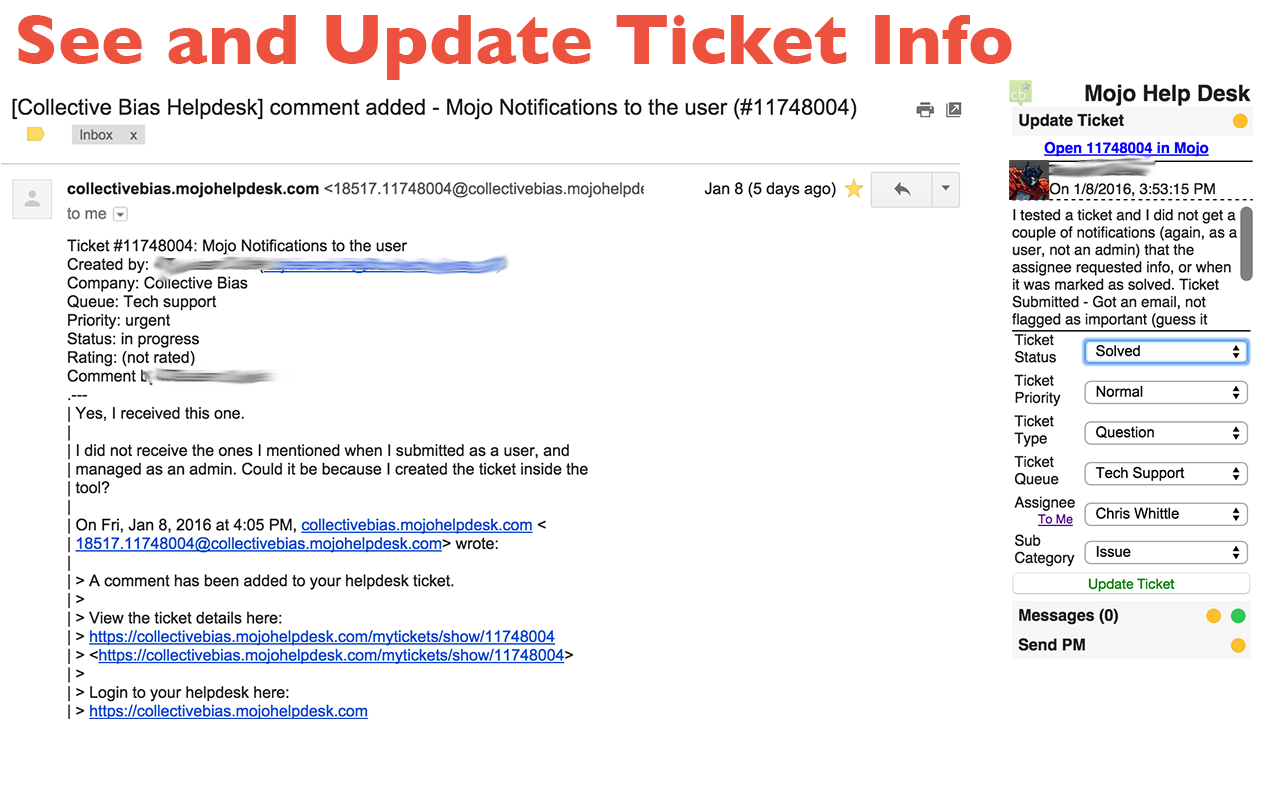 See and Update Ticket Info
[Collective Bias Helpdesk] comment added - Mojo Notifications to the user (#11748004)
Inbox x
collectivebias.mojohelpdesk.com <18517.11748004@collectivebias.mojohelpde
Jan 8 (5 days ago)
to me
Ticket #11748004: Mojo Notifications to the user
Created by:
Company: Collective Bias
Queue: Tech support
Priority: urgent
Status: in progress
Rating: (not rated)
Comment
.---
| Yes, I received this one.
|
| I did not receive the ones I mentioned when I submitted as a user, and
| managed as an admin. Could it be because I created the ticket inside the
| tool?
|
| On Fri, Jan 8, 2016 at 4:05 PM, collectivebias.mojohelpdesk.com <
| 18517.11748004@collectivebias.mojohelpdesk.com> wrote:
|
| > A comment has been added to your helpdesk ticket.
| >
| > View the ticket details here:
| > https://collectivebias.mojohelpdesk.com/mytickets/show/11748004
| > <https://collectivebias.mojohelpdesk.com/mytickets/show/11748004>
| >
| > Login to your helpdesk here:
| > https://collectivebias.mojohelpdesk.com
cb
Mojo Help Desk
Update Ticket
Open 11748004 in Mojo
On 1/8/2016, 3:53:15 PM
I tested a ticket and I did not get a
couple of notifications (again, as a
user, not an admin) that the
assignee requested info, or when
it was marked as solved. Ticket
Submitted - Got an email, not
flagged as important (guess it
Ticket
Status
Solved
Ticket
Priority
Normal
Ticket
Type
Question
Ticket
Queue
Tech Support
Assignee
To Me
Chris Whittle
Sub
Category
Issue
Update Ticket
Messages (0)
Send PM